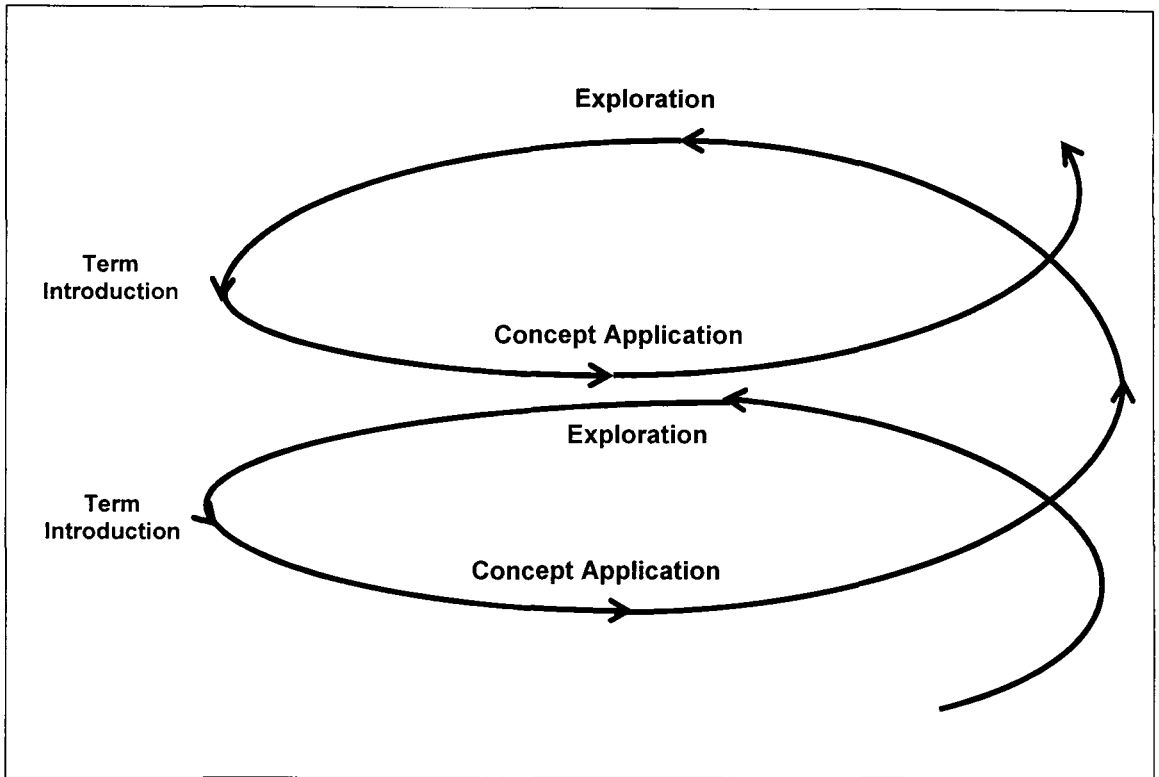 Exploration
Term
Introduction
Concept Application
Exploration
Term
Introduction
Concept Application